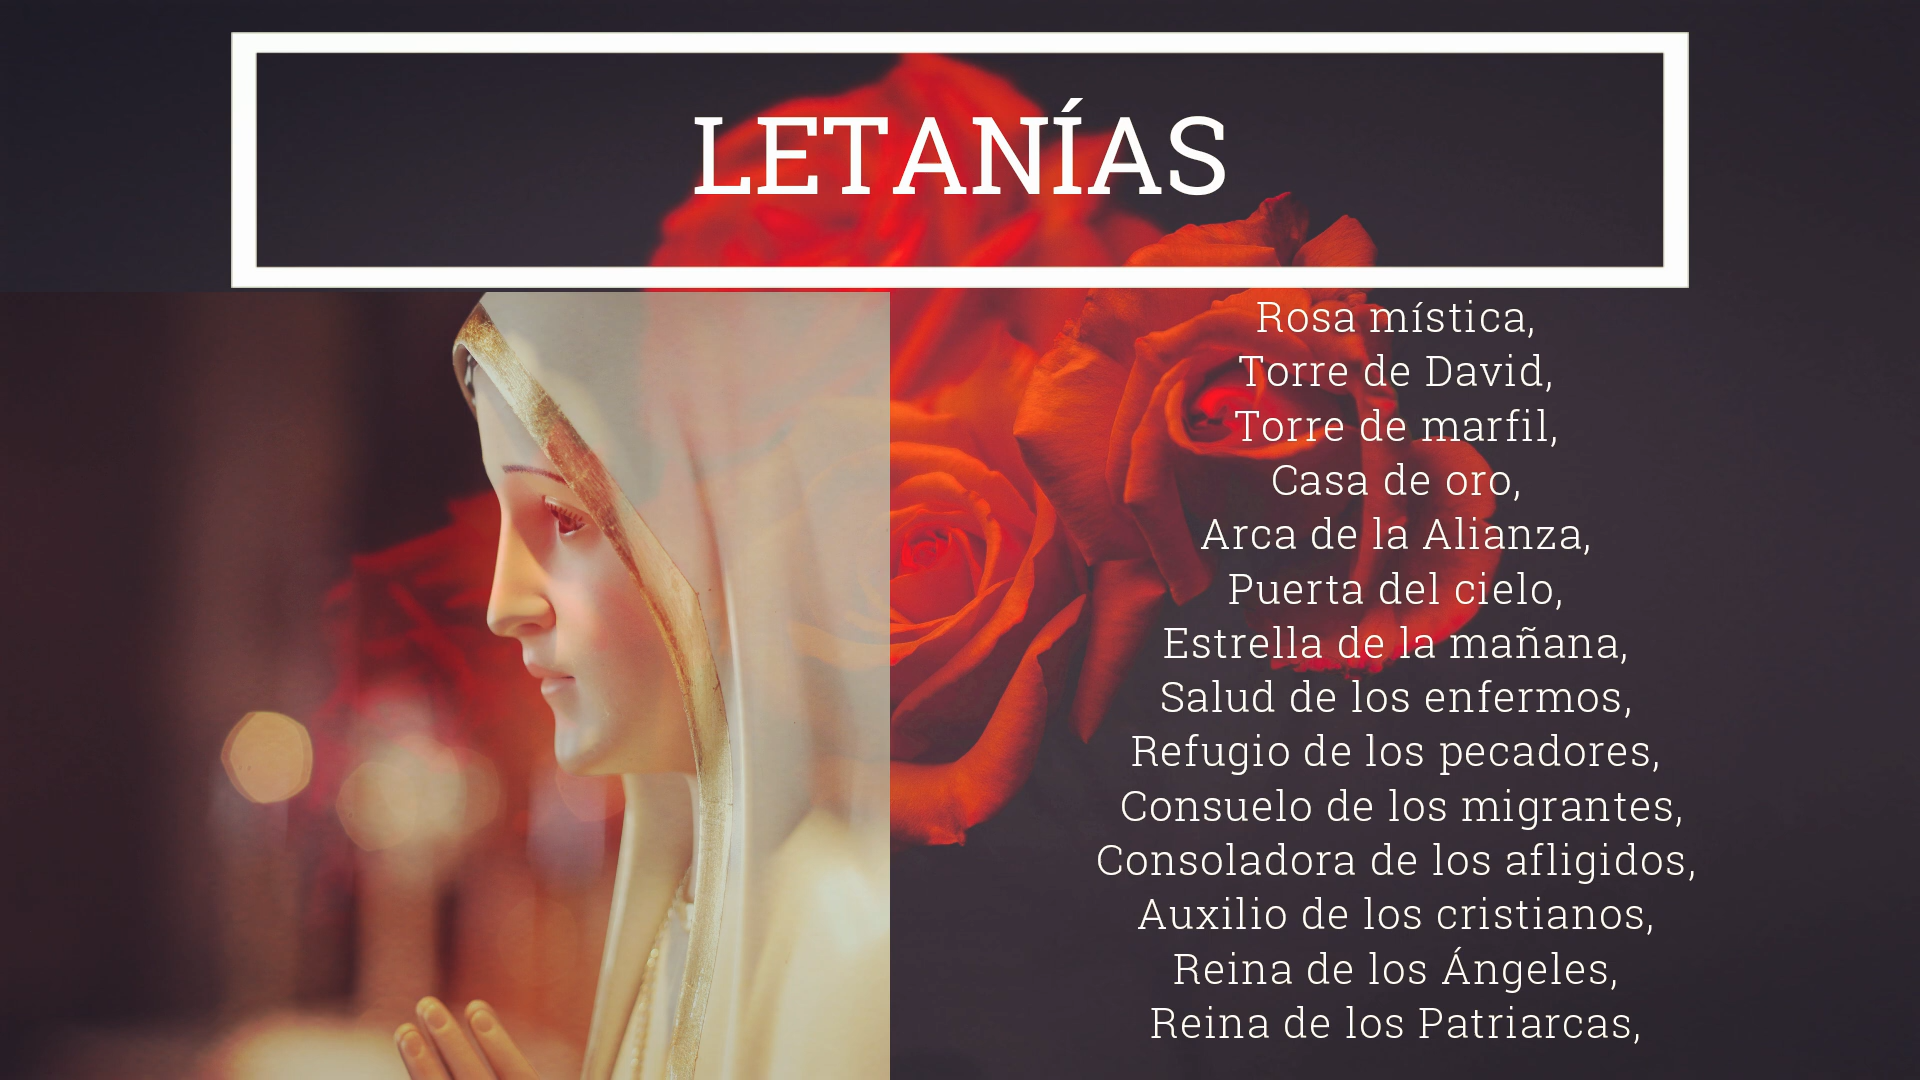 LETANÍAS
Rosa mística,
Torre de David,
Torre de marfil,
Casa de oro,
Arca de la Alianza,
Puerta del cielo,
Estrella de la mañana,
Salud de los enfermos,
Refugio de los pecadores,
Consuelo de los migrantes,
Consoladora de los afligidos,
Auxilio de los cristianos,
Reina de los Ángeles,
Reina de los Patriarcas,